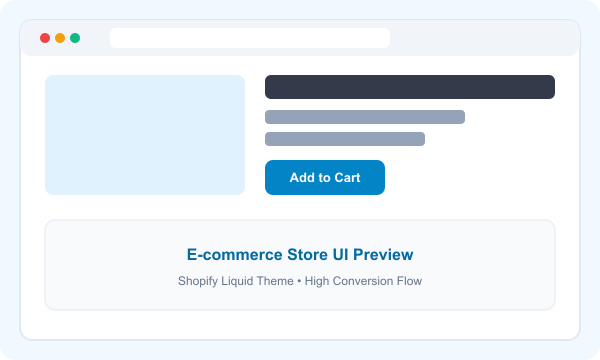 Add to Cart
E-commerce Store UI Preview
Shopify Liquid Theme • High Conversion Flow